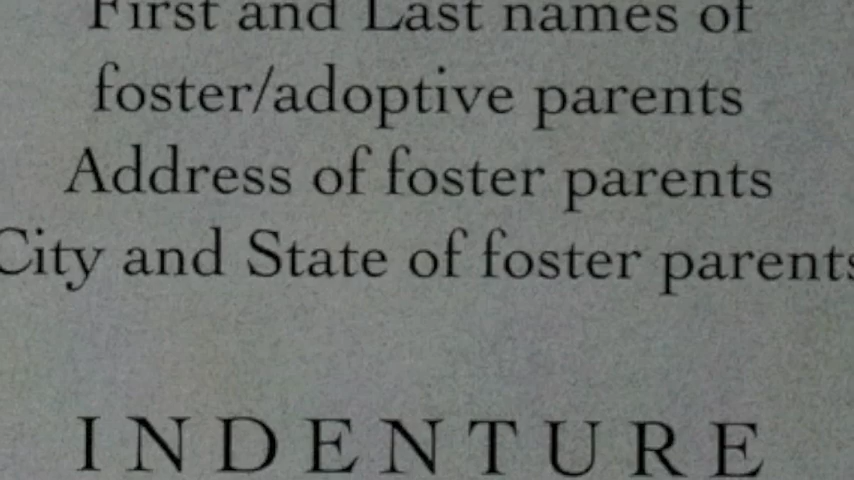 First and Last names of
foster/adoptive parents
Address of foster parents
City and State of foster parents
INDENTURE